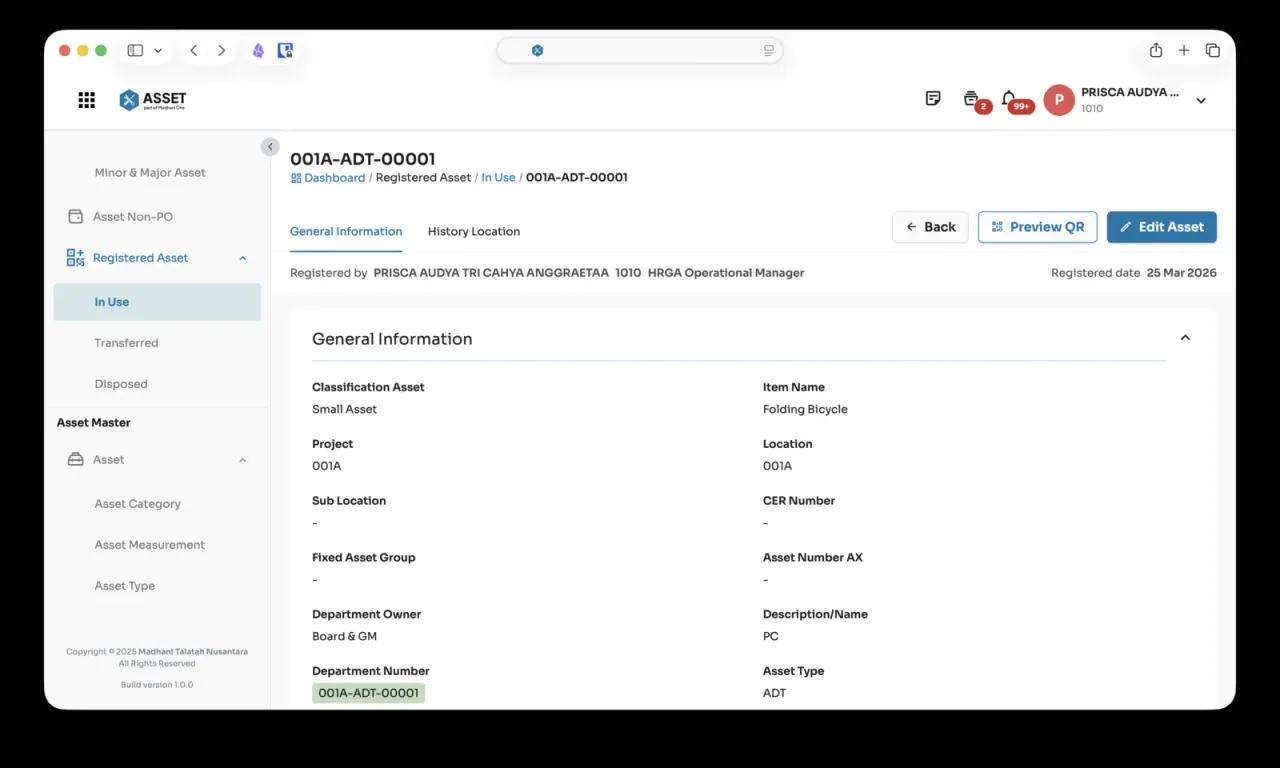 ASSET
part of Madhani One
2
99+
P
PRISCA AUDYA ...
1010
Minor & Major Asset
Asset Non-PO
Registered Asset
In Use
Transferred
Disposed
Asset Master
Asset
Asset Category
Asset Measurement
Asset Type
Copyright © 2025 Madhani Talatah Nusantara
All Rights Reserved
Build version 1.0.0
001A-ADT-00001
Dashboard / Registered Asset / In Use / 001A-ADT-00001
General Information
History Location
Back
Preview QR
Edit Asset
Registered by PRISCA AUDYA TRI CAHYA ANGGRAETAA 1010 HRGA Operational Manager
Registered date 25 Mar 2026
General Information
Classification Asset
Small Asset
Item Name
Folding Bicycle
Project
001A
Location
001A
Sub Location
-
CER Number
-
Fixed Asset Group
-
Asset Number AX
-
Department Owner
Board & GM
Description/Name
PC
Department Number
001A-ADT-00001
Asset Type
ADT